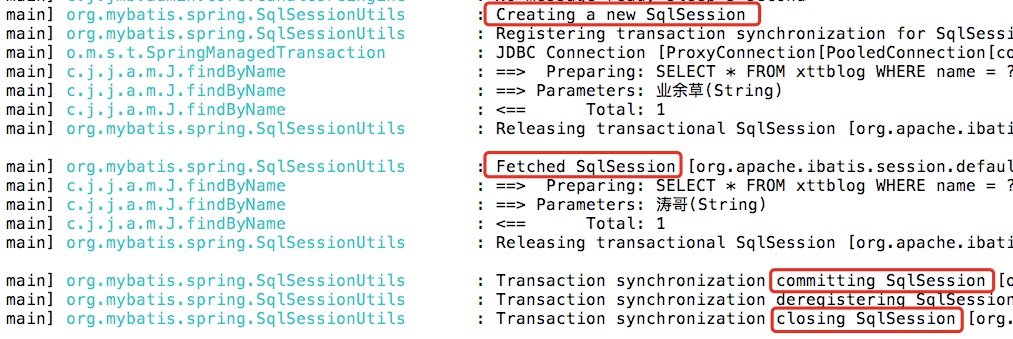 main] org.mybatis.spring.SqlSessionUtils : Creating a new SqlSession
main] org.mybatis.spring.SqlSessionUtils : Registering transaction synchronization for SqlSessi
main] o.m.s.t.SpringManagedTransaction : JDBC Connection [ProxyConnection[PooledConnection[co
main] c.j.j.a.m.J.findByName : ==>  Preparing: SELECT * FROM xttblog WHERE name = ?
main] c.j.j.a.m.J.findByName : ==> Parameters: 业余草(String)
main] c.j.j.a.m.J.findByName : <==      Total: 1
main] org.mybatis.spring.SqlSessionUtils : Releasing transactional SqlSession [org.apache.ibati
main] org.mybatis.spring.SqlSessionUtils : Fetched SqlSession [org.apache.ibatis.session.defaul
main] c.j.j.a.m.J.findByName : ==>  Preparing: SELECT * FROM xttblog WHERE name = ?
main] c.j.j.a.m.J.findByName : ==> Parameters: 涛哥(String)
main] c.j.j.a.m.J.findByName : <==      Total: 1
main] org.mybatis.spring.SqlSessionUtils : Releasing transactional SqlSession [org.apache.ibati
main] org.mybatis.spring.SqlSessionUtils : Transaction synchronization committing SqlSession [o
main] org.mybatis.spring.SqlSessionUtils : Transaction synchronization deregistering SqlSession
main] org.mybatis.spring.SqlSessionUtils : Transaction synchronization closing SqlSession [org.